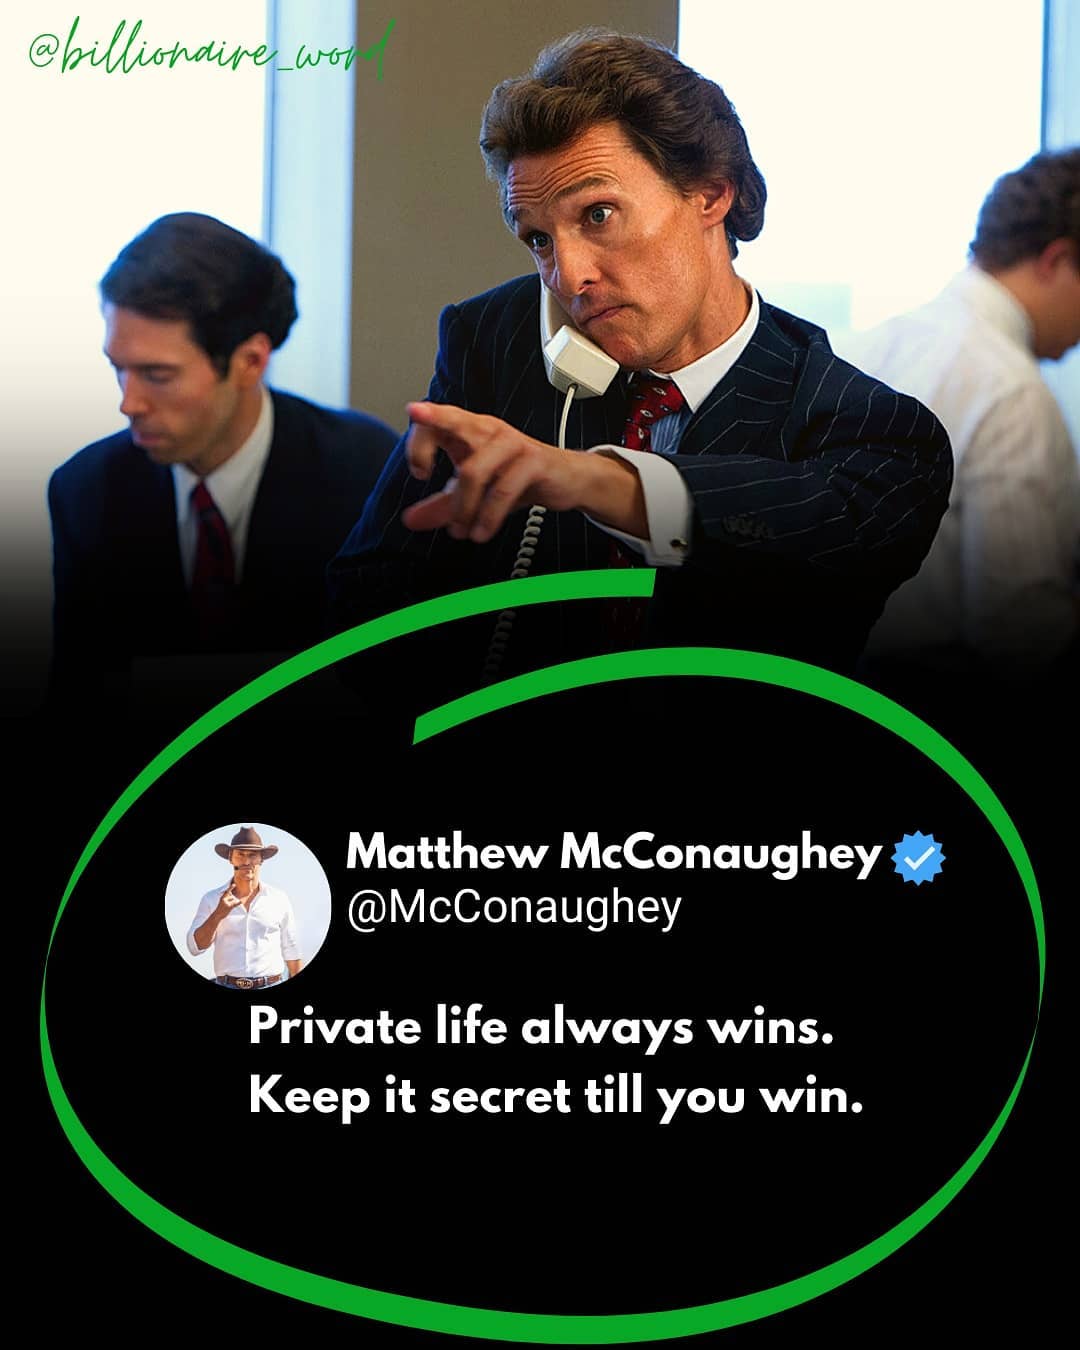 @billionaire_word
Matthew McConaughey
@McConaughey
Private life always wins.
Keep it secret till you win.